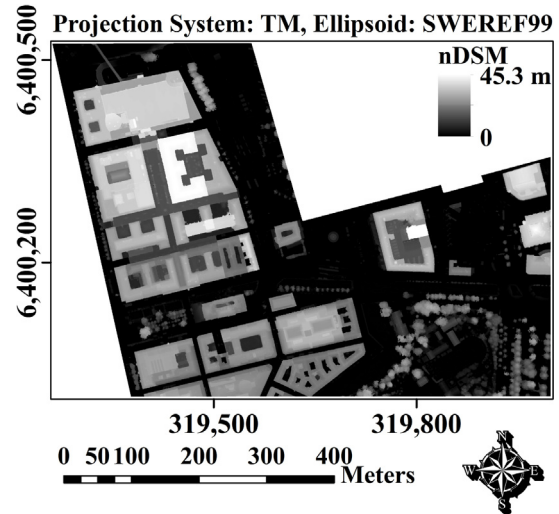 Projection System: TM, Ellipsoid: SWEREF99
nDSM
45.3 m
0
6,400,500
6,400,200
319,500 319,800
0 50 100 200 300 400 Meters
N
W E
S